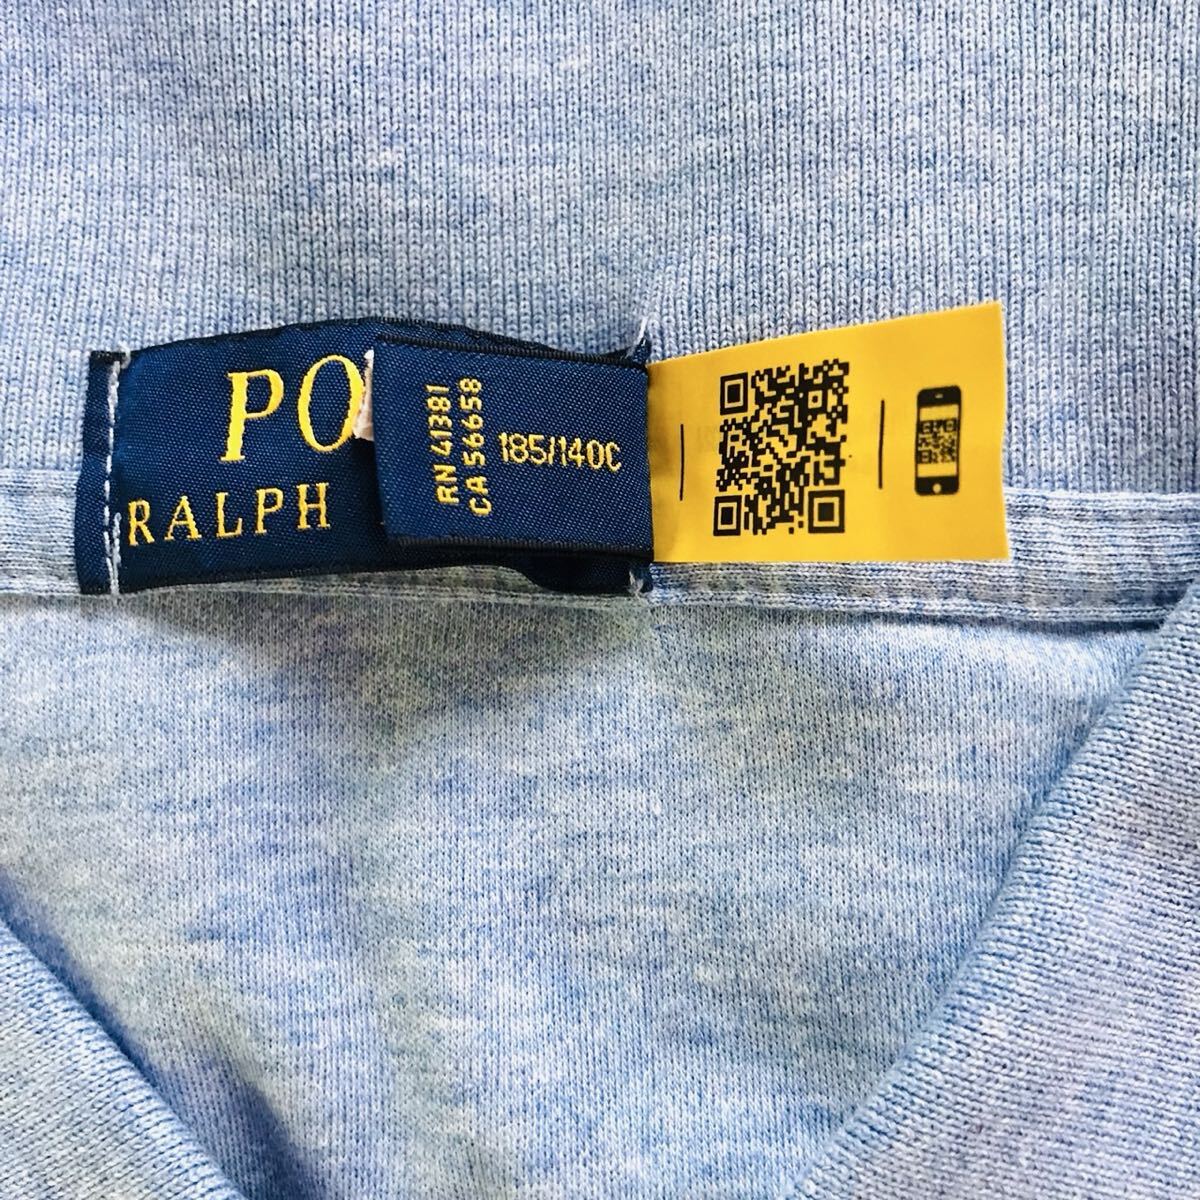 PO
RALPH
RN 41381
CA 56658
185/140C